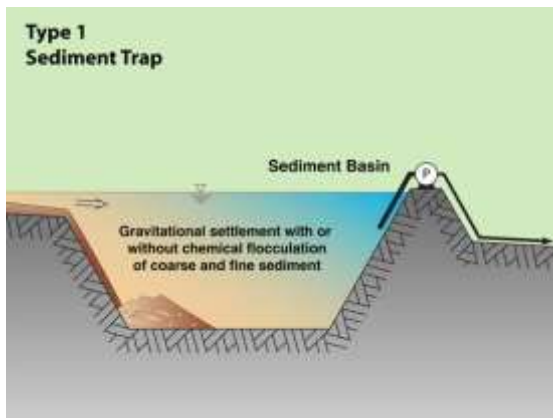 Type 1
Sediment Trap
Sediment Basin
P
Gravitational settlement with or
without chemical flocculation
of coarse and fine sediment